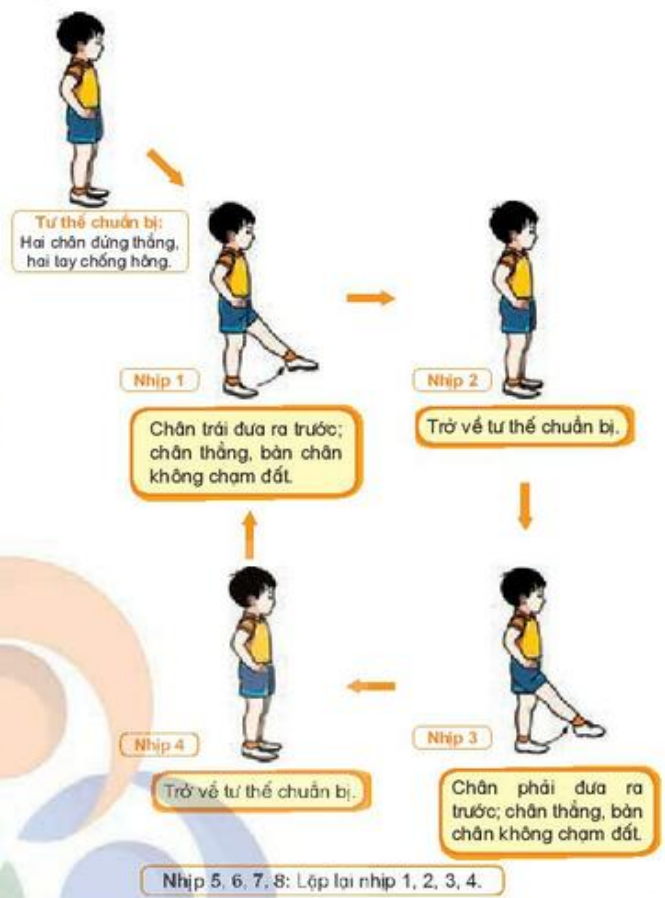 Tư thế chuẩn bị:
Hai chân đứng thẳng,
hai tay chống hông.
Nhịp 1
Chân trái đưa ra trước;
chân thẳng, bàn chân
không chạm đất.
Nhịp 2
Trở về tư thế chuẩn bị.
Nhịp 3
Chân phải đưa ra
trước; chân thẳng, bàn
chân không chạm đất.
Nhịp 4
Trở về tư thế chuẩn bị.
Nhịp 5, 6, 7, 8: Lặp lại nhịp 1, 2, 3, 4.